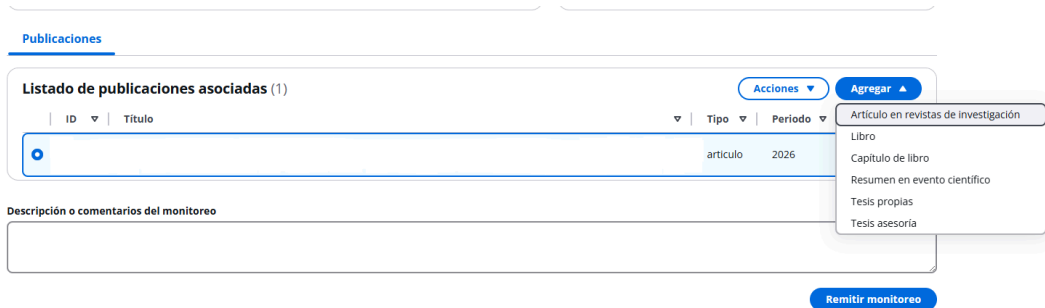 Publicaciones
Listado de publicaciones asociadas (1)
Acciones ▼
Agregar ▲
ID
Título
Tipo
Periodo
articulo
2026
Artículo en revistas de investigación
Libro
Capítulo de libro
Resumen en evento científico
Tesis propias
Tesis asesoría
Descripción o comentarios del monitoreo
Remitir monitoreo